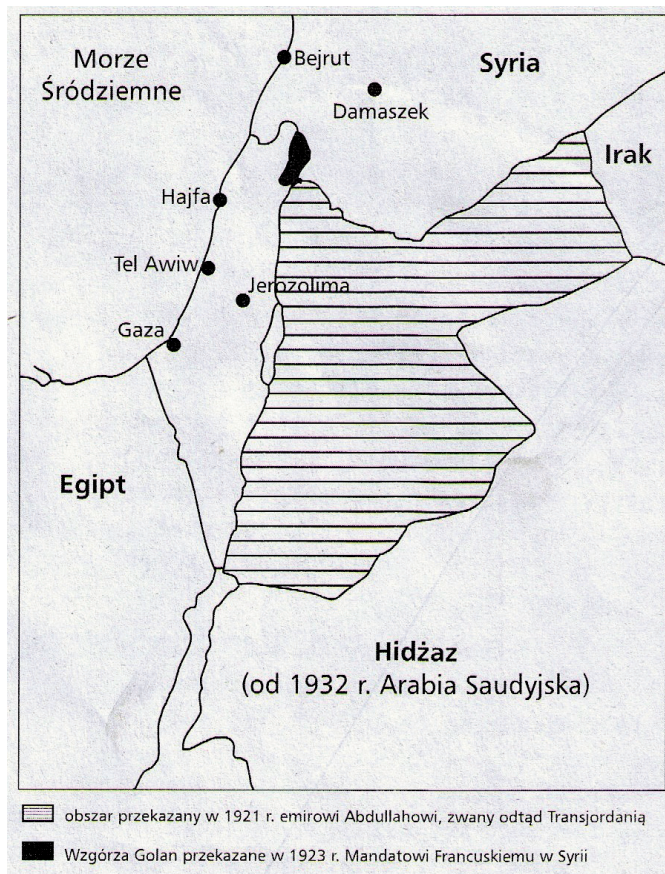 Morze
Śródziemne
Bejrut
Syria
Damaszek
Irak
Hajfa
Tel Awiw
Jerozolima
Gaza
Egipt
Hidżaz
(od 1932 r. Arabia Saudyjska)
obszar przekazany w 1921 r. emirowi Abdullahowi, zwany odtąd Transjordanią
Wzgórza Golan przekazane w 1923 r. Mandatowi Francuskiemu w Syrii